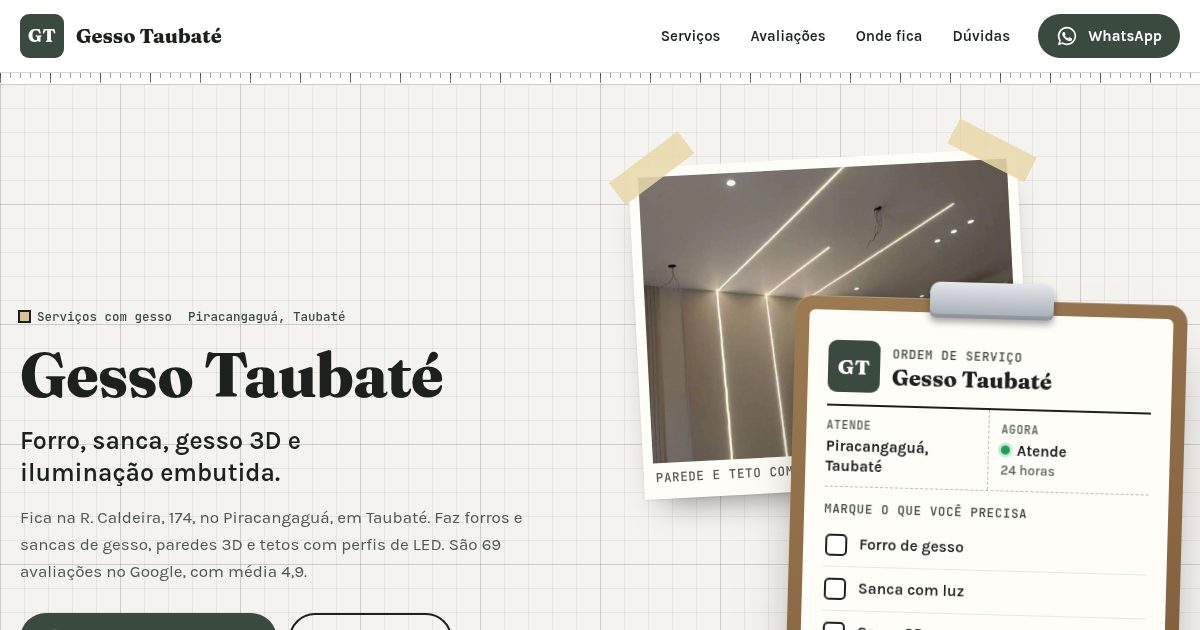 GT Gesso Taubaté
Serviços Avaliações Onde fica Dúvidas WhatsApp
Serviços com gesso Piracangaguá, Taubaté
Gesso Taubaté
Forro, sanca, gesso 3D e
iluminação embutida.
Fica na R. Caldeira, 174, no Piracangaguá, em Taubaté. Faz forros e
sancas de gesso, paredes 3D e tetos com perfis de LED. São 69
avaliações no Google, com média 4,9.
PAREDE E TETO COM
GT
ORDEM DE SERVIÇO
Gesso Taubaté
ATENDE
Piracangaguá,
Taubaté
AGORA
Atende
24 horas
MARQUE O QUE VOCÊ PRECISA
Forro de gesso
Sanca com luz